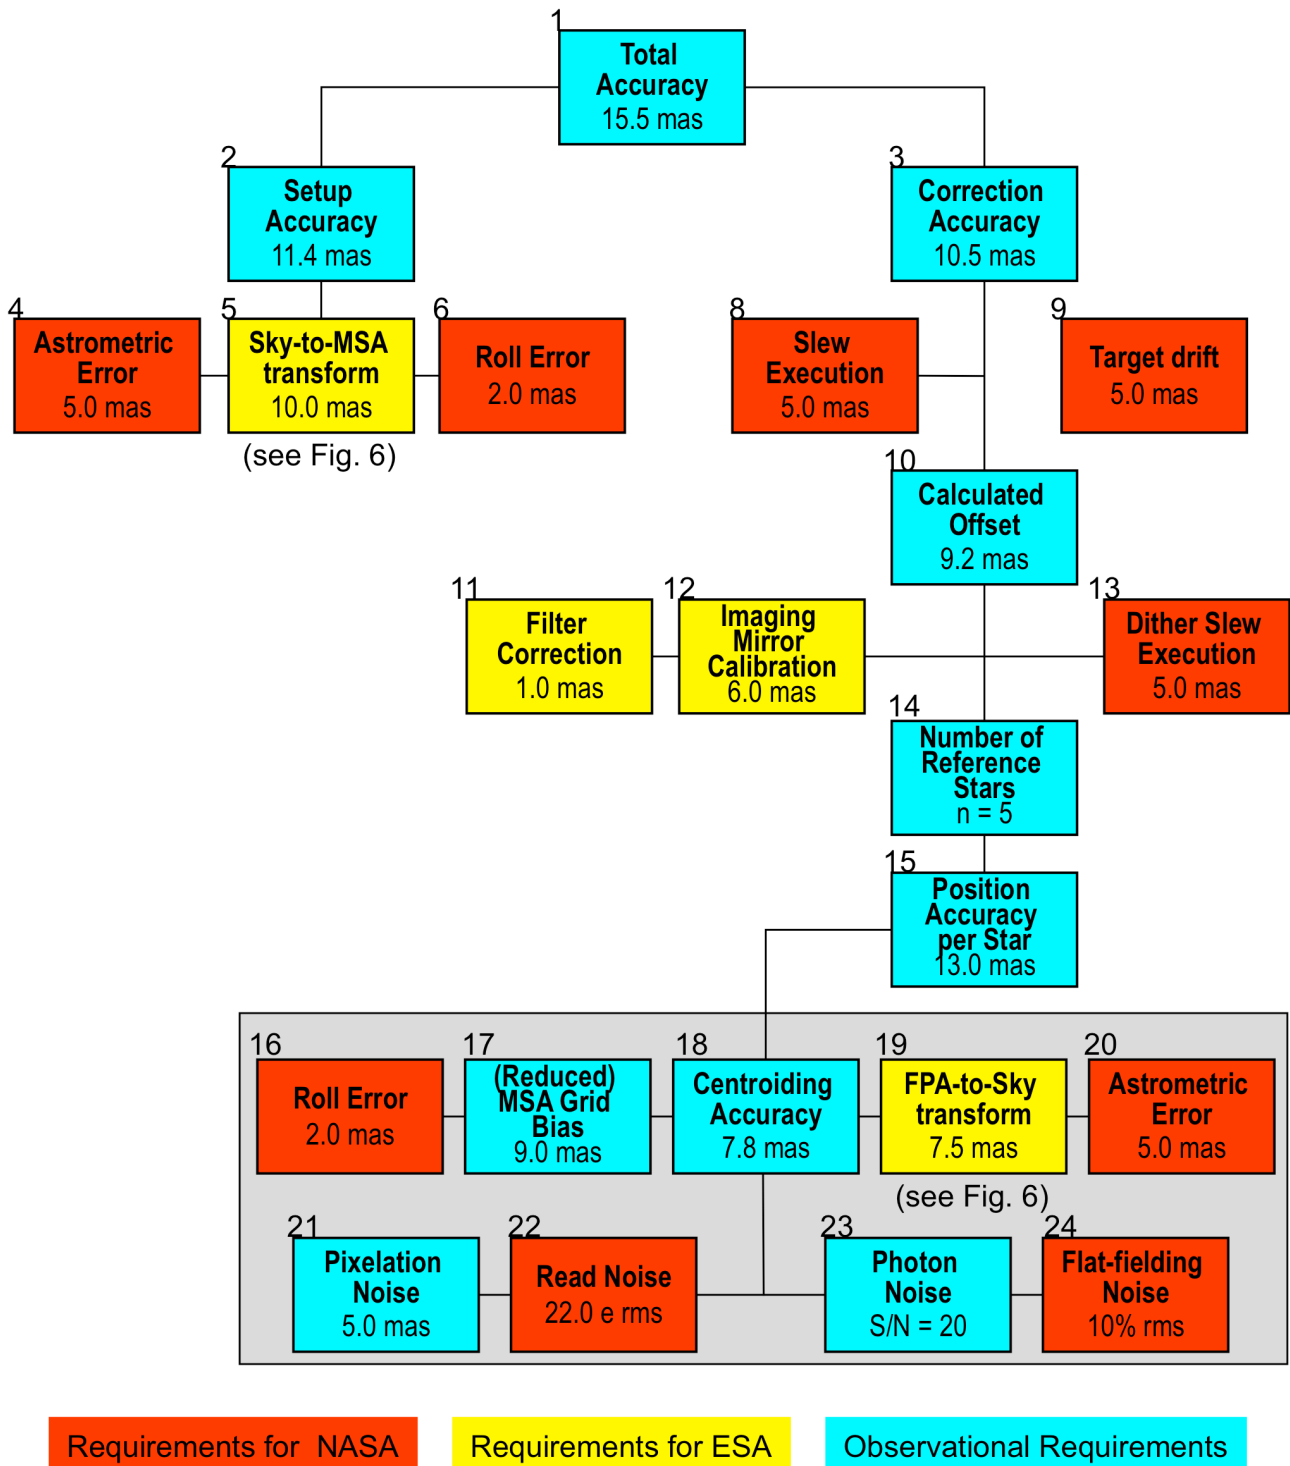 1
Total
Accuracy
15.5 mas
2
Setup
Accuracy
11.4 mas
3
Correction
Accuracy
10.5 mas
4
Astrometric
Error
5.0 mas
5
Sky-to-MSA
transform
10.0 mas
(see Fig. 6)
6
Roll Error
2.0 mas
8
Slew
Execution
5.0 mas
9
Target drift
5.0 mas
10
Calculated
Offset
9.2 mas
11
Filter
Correction
1.0 mas
12
Imaging
Mirror
Calibration
6.0 mas
13
Dither Slew
Execution
5.0 mas
14
Number of
Reference
Stars
n = 5
15
Position
Accuracy
per Star
13.0 mas
16
Roll Error
2.0 mas
17
(Reduced)
MSA Grid
Bias
9.0 mas
18
Centroiding
Accuracy
7.8 mas
19
FPA-to-Sky
transform
7.5 mas
(see Fig. 6)
20
Astrometric
Error
5.0 mas
21
Pixelation
Noise
5.0 mas
22
Read Noise
22.0 e rms
23
Photon
Noise
S/N = 20
24
Flat-fielding
Noise
10% rms
Requirements for NASA
Requirements for ESA
Observational Requirements